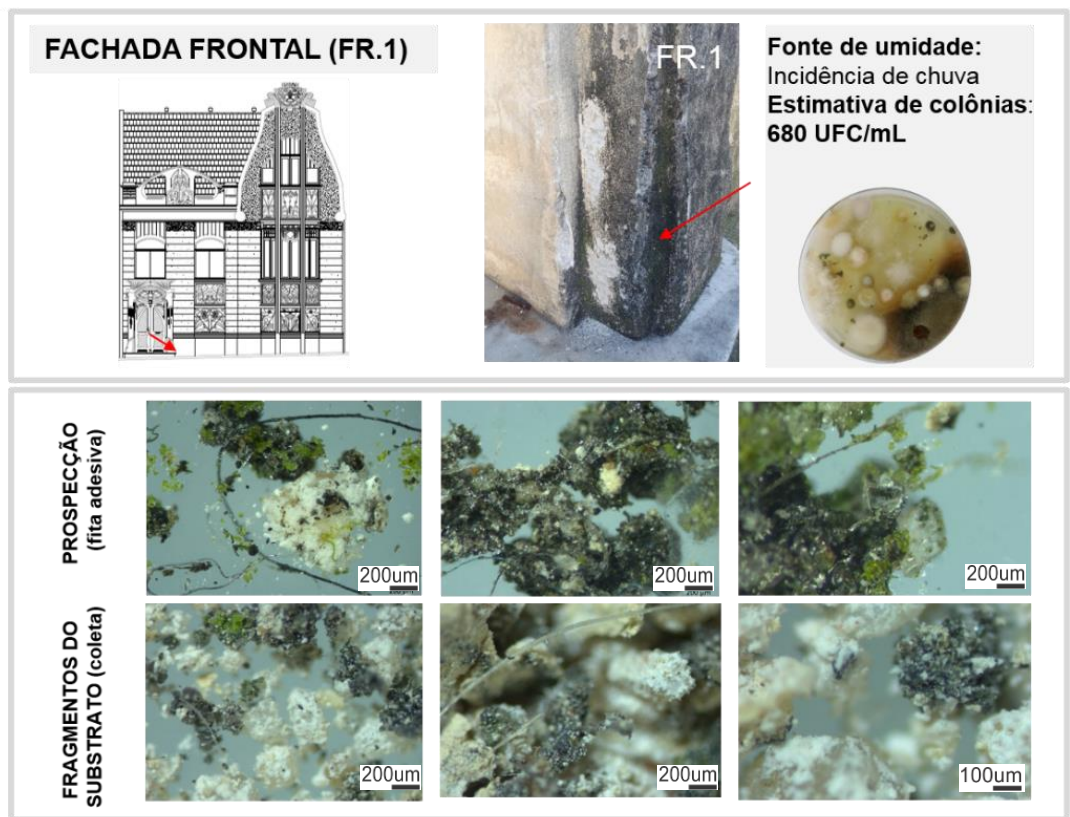 FACHADA FRONTAL (FR.1)
FR.1
Fonte de umidade:
Incidência de chuva
Estimativa de colônias:
680 UFC/mL
PROSPECÇÃO
(fita adesiva)
200um
200um
200um
FRAGMENTOS DO
SUBSTRATO (coleta)
200um
200um
100um